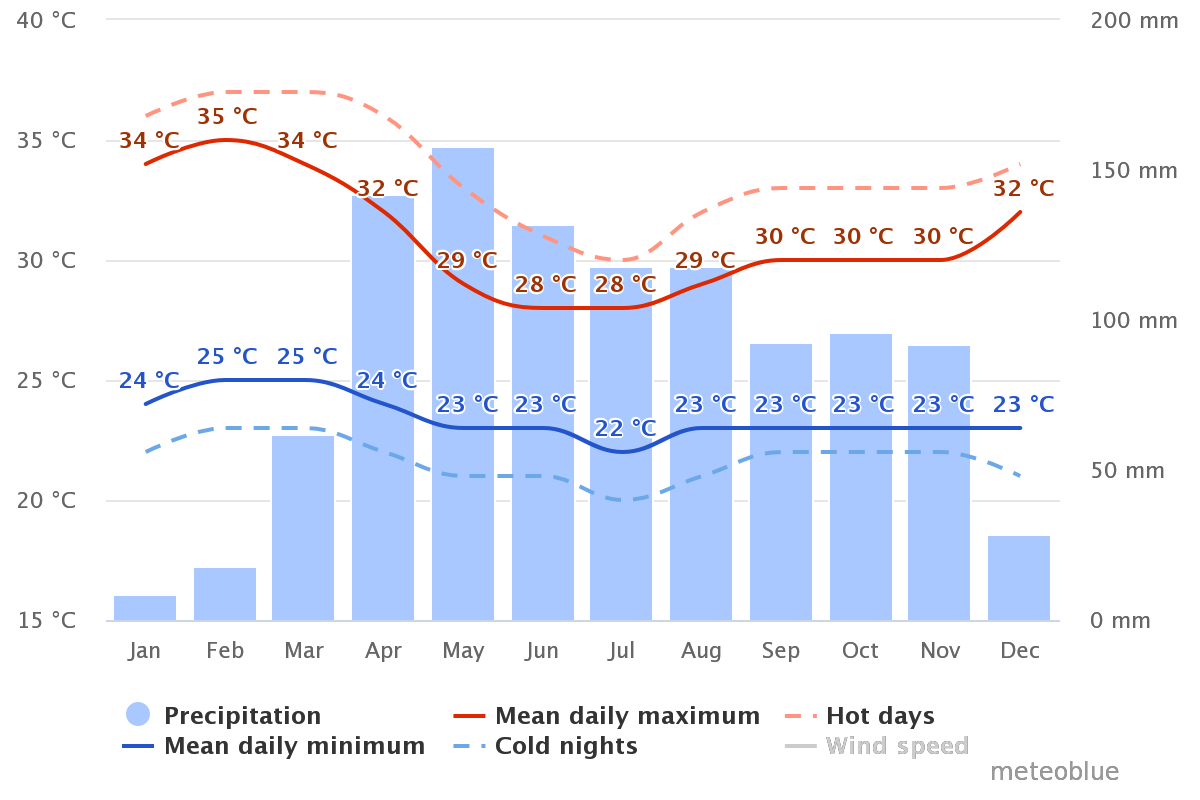 40 °C
200 mm
35 °C
150 mm
30 °C
100 mm
25 °C
50 mm
20 °C
15 °C
0 mm
34 °C 35 °C 34 °C 32 °C 29 °C 28 °C 28 °C 29 °C 30 °C 30 °C 30 °C 32 °C
24 °C 25 °C 25 °C 24 °C 23 °C 23 °C 22 °C 23 °C 23 °C 23 °C 23 °C 23 °C
Jan Feb Mar Apr May Jun Jul Aug Sep Oct Nov Dec
Precipitation Mean daily maximum Hot days
Mean daily minimum Cold nights Wind speed
meteoblue